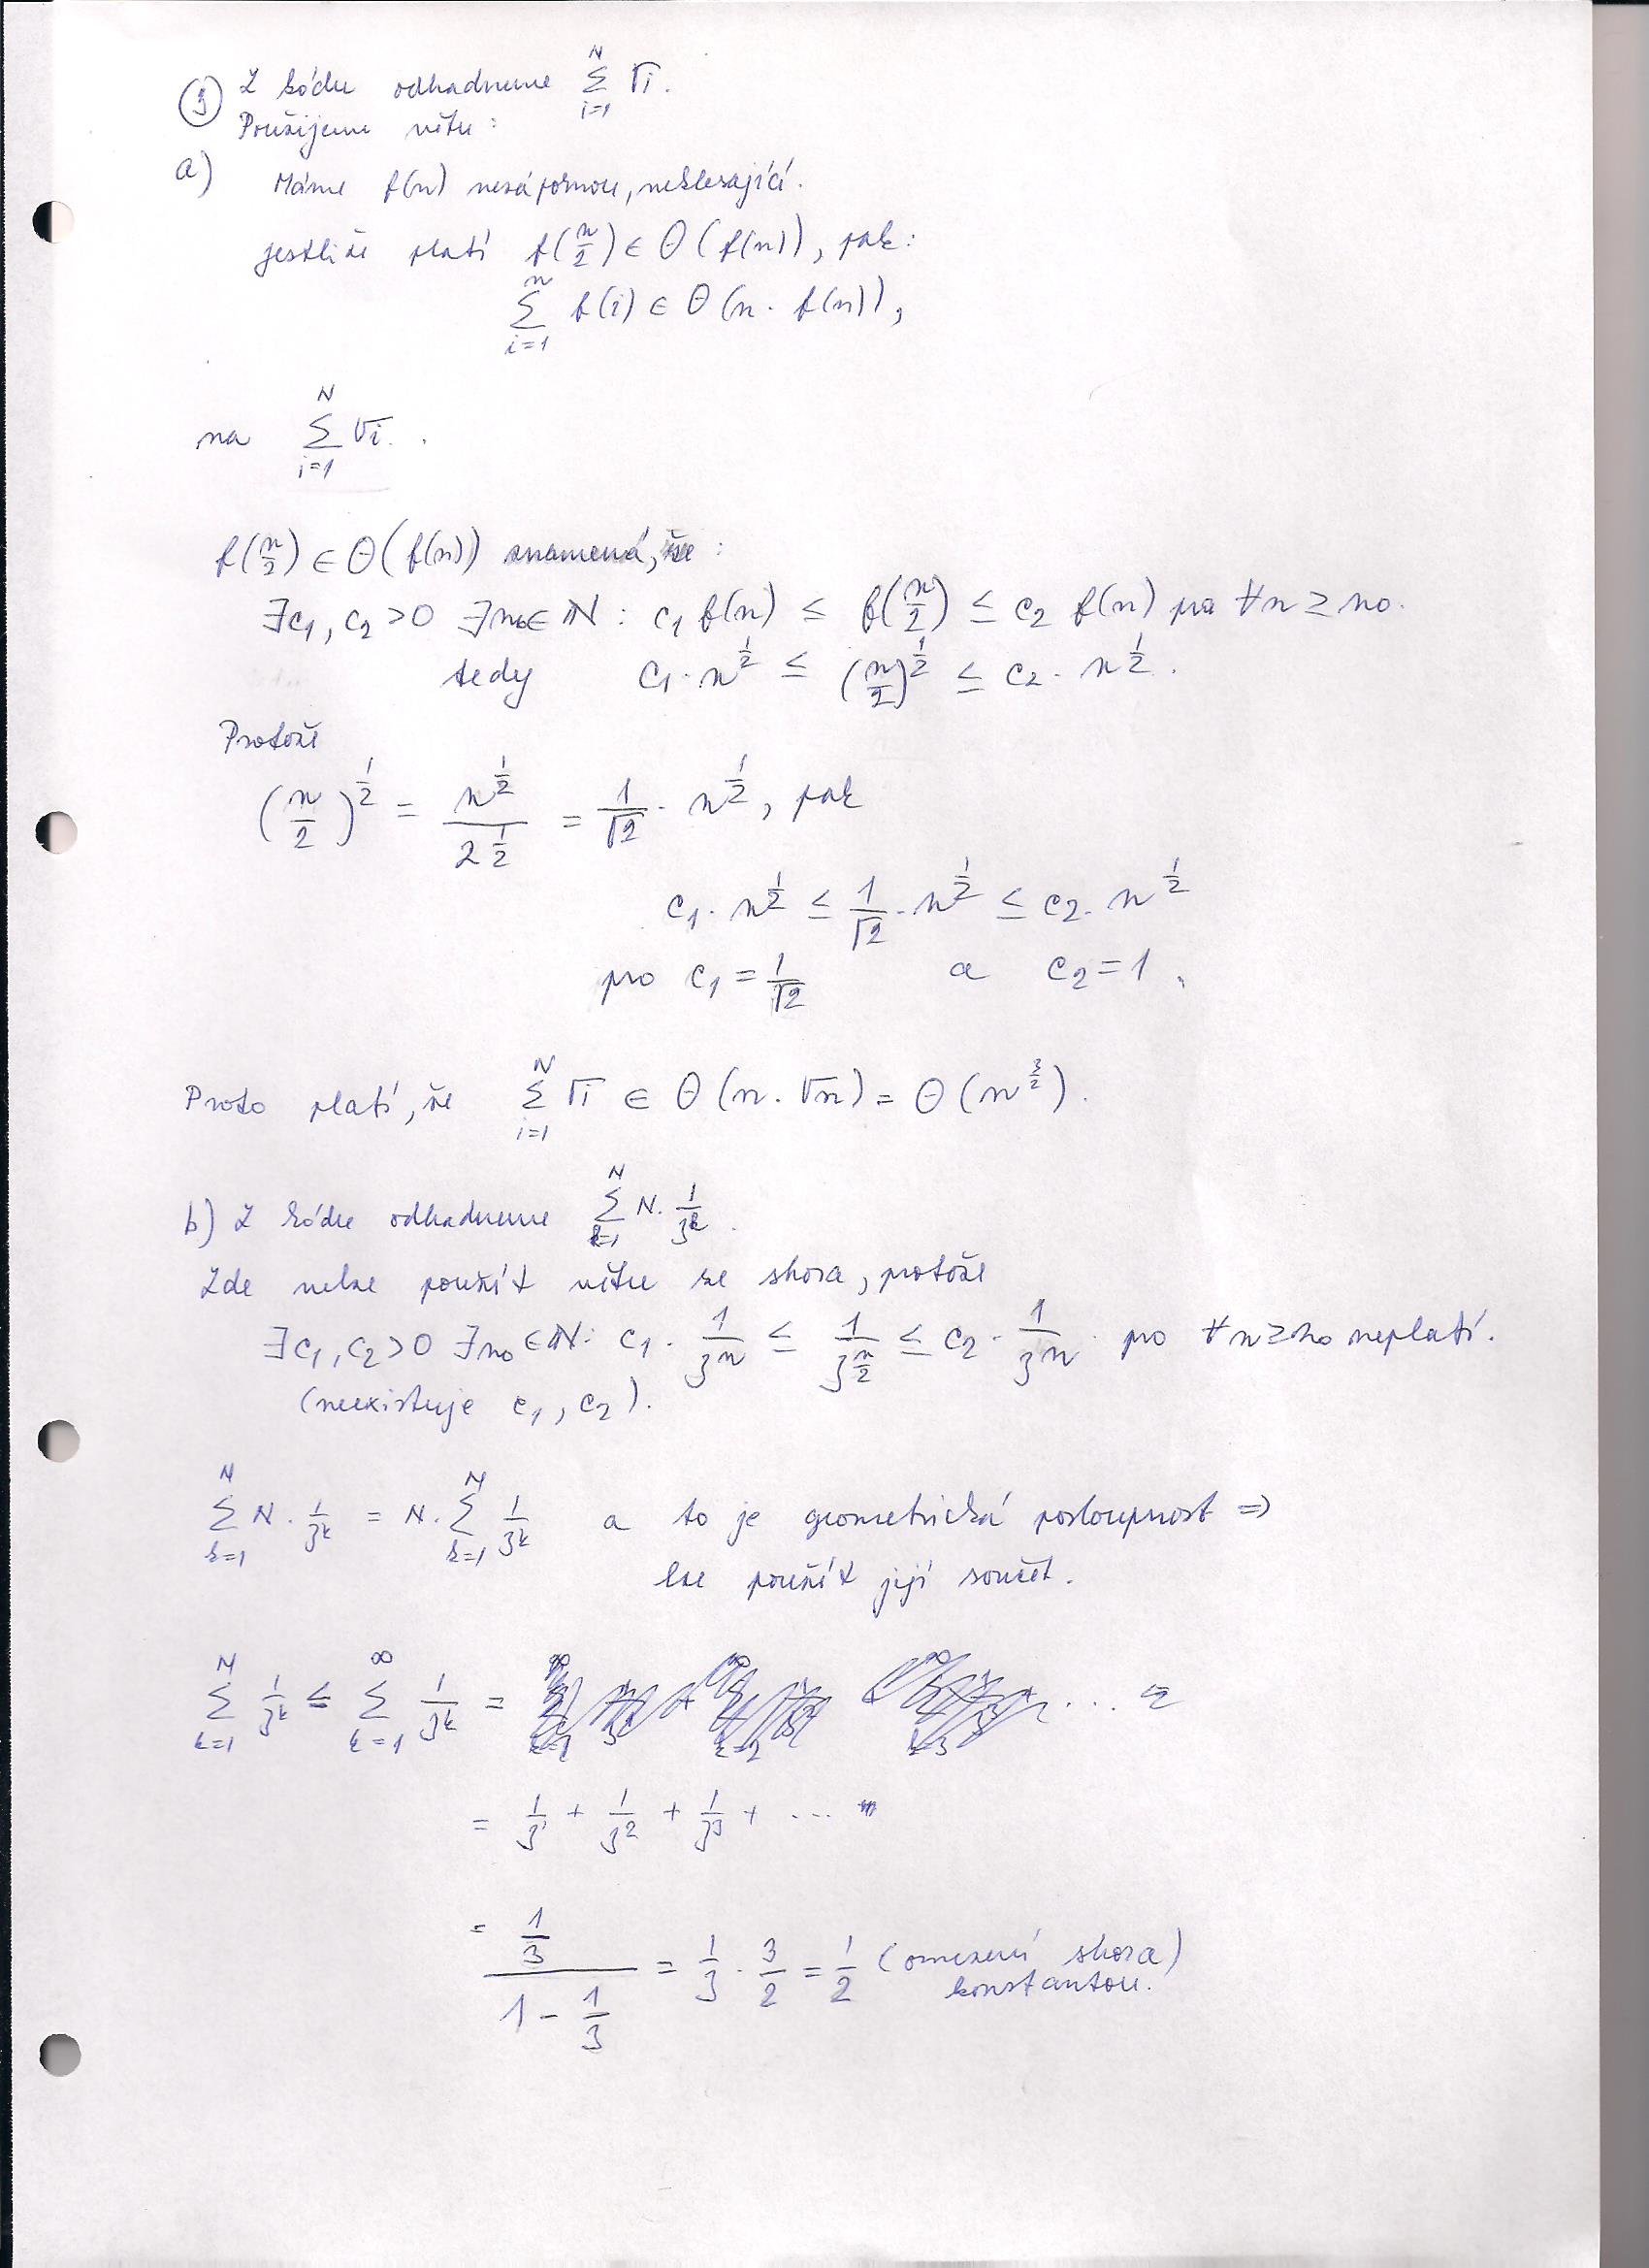 ③ Z kódu odhadneme $\sum_{i=1}^{N} \sqrt{i}$.
Použijeme větu:
a) Máme f(n) nezápornou, neklesající.
jestliže platí $f(\frac{n}{2}) \in \Theta(f(n))$, pak:
$\sum_{i=1}^{n} f(i) \in \Theta(n \cdot f(n))$,
na $\sum_{i=1}^{N} \sqrt{i}$.
$f(\frac{n}{2}) \in \Theta(f(n))$ znamená, že:
$\exists c_1, c_2 > 0 \; \exists n_0 \in \mathbb{N}: c_1 f(n) \leq f(\frac{n}{2}) \leq c_2 f(n)$ pro $\forall n \geq n_0$.
tedy $c_1 \cdot n^{\frac{1}{2}} \leq (\frac{n}{2})^{\frac{1}{2}} \leq c_2 \cdot n^{\frac{1}{2}}$.
Protože
$(\frac{n}{2})^{\frac{1}{2}} = \frac{n^{\frac{1}{2}}}{2^{\frac{1}{2}}} = \frac{1}{\sqrt{2}} \cdot n^{\frac{1}{2}}$, pak
$c_1 \cdot n^{\frac{1}{2}} \leq \frac{1}{\sqrt{2}} \cdot n^{\frac{1}{2}} \leq c_2 \cdot n^{\frac{1}{2}}$
pro $c_1 = \frac{1}{\sqrt{2}}$ a $c_2 = 1$.
Proto platí, že $\sum_{i=1}^{N} \sqrt{i} \in \Theta(n \cdot \sqrt{n}) = \Theta(n^{\frac{3}{2}})$.
b) Z kódu odhadneme $\sum_{k=1}^{N} N \cdot \frac{1}{3^k}$.
Zde nelze použít větu ze shora, protože
$\exists c_1, c_2 > 0 \; \exists n_0 \in \mathbb{N}: c_1 \cdot \frac{1}{3^n} \leq \frac{1}{3^{\frac{n}{2}}} \leq c_2 \cdot \frac{1}{3^n}$ pro $\forall n \geq n_0$ neplatí.
(neexistuje $c_1, c_2$).
$\sum_{k=1}^{N} N \cdot \frac{1}{3^k} = N \cdot \sum_{k=1}^{N} \frac{1}{3^k}$ a to je geometrická posloupnost ⇒
lze použít její součet.
$\sum_{k=1}^{N} \frac{1}{3^k} \leq \sum_{k=1}^{\infty} \frac{1}{3^k} =$ ... =
$= \frac{1}{3^1} + \frac{1}{3^2} + \frac{1}{3^3} + \dots$
$= \frac{\frac{1}{3}}{1 - \frac{1}{3}} = \frac{1}{3} \cdot \frac{3}{2} = \frac{1}{2}$ (omezení shora
konstantou.)